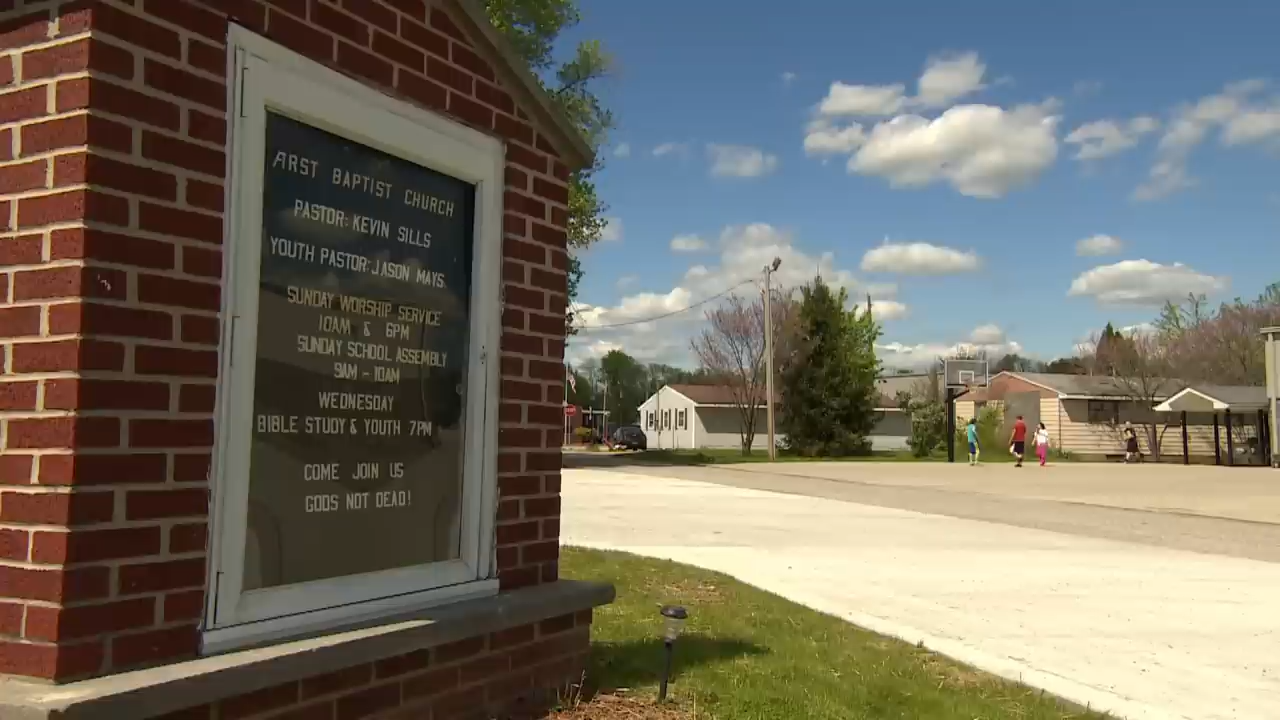 ARST BAPTIST CHURCH
PASTOR: KEVIN SILLS
YOUTH PASTOR: JASON MAYS
SUNDAY WORSHIP SERVICE
10AM & 6PM
SUNDAY SCHOOL ASSEMBLY
9AM - 10AM
WEDNESDAY
BIBLE STUDY & YOUTH 7PM
COME JOIN US
GODS NOT DEAD!